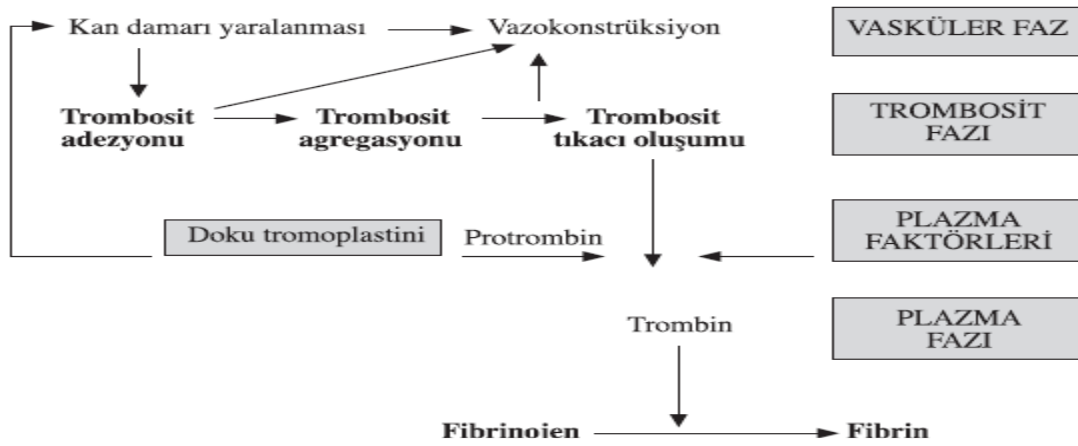 Kan damarı yaralanması
Vazokonstrüksiyon
VASKÜLER FAZ
Trombosit
adezyonu
Trombosit
agregasyonu
Trombosit
tıkacı oluşumu
TROMBOSİT
FAZI
Doku tromoplastini
Protrombin
PLAZMA
FAKTÖRLERİ
Trombin
PLAZMA
FAZI
Fibrinojen
Fibrin